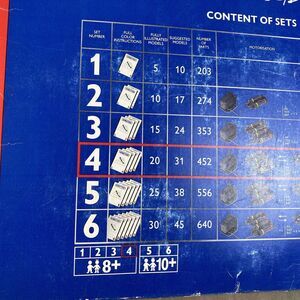 CONTENT OF SETS
SET NUMBER
FULL COLOR INSTRUCTIONS
FULLY ILLUSTRATED MODELS
SUGGESTED MODELS
NUMBER OF PARTS
MOTORISATION
1 5 10 203
2 10 17 274
3 15 24 353
4 20 31 452
5 25 38 556
6 30 45 640
1 2 3 4 5 6
8+ 10+